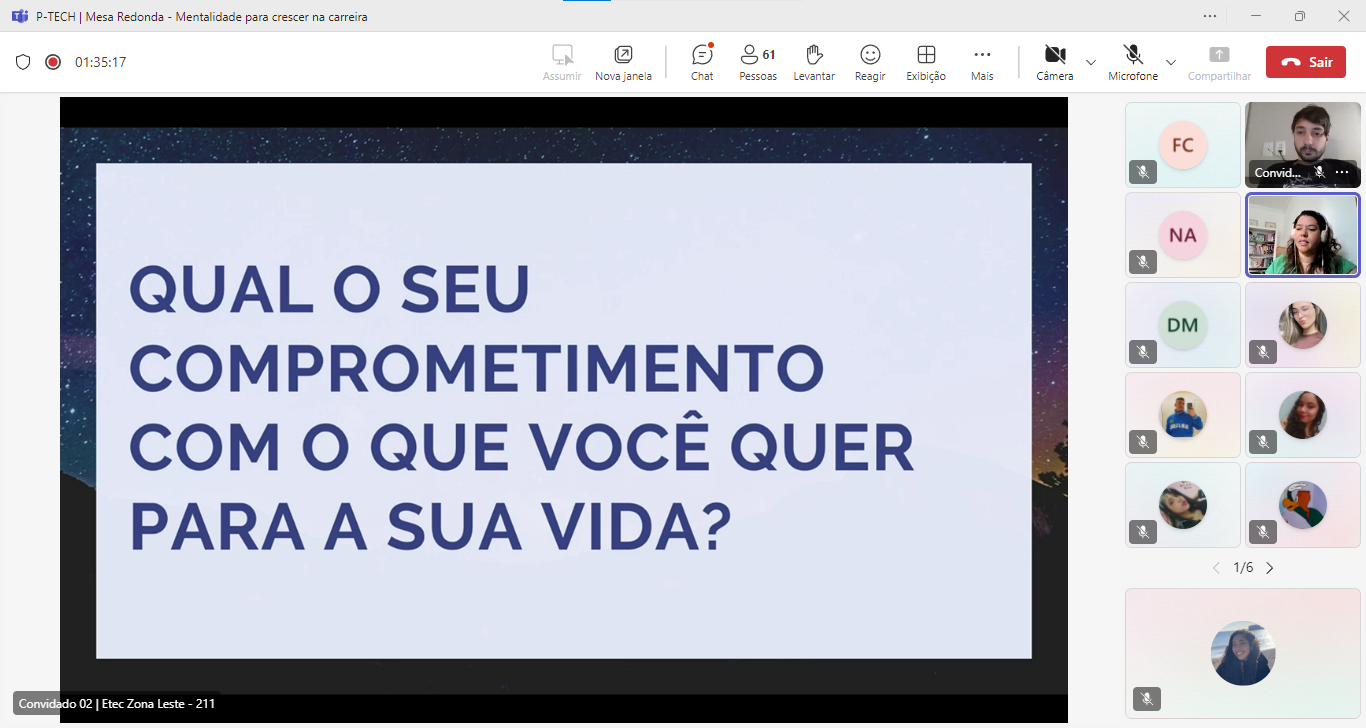 P-TECH | Mesa Redonda - Mentalidade para crescer na carreira
01:35:17
Assumir
Nova janela
Chat
61
Pessoas
Levantar
Reagir
Exibição
Mais
Câmera
Microfone
Compartilhar
Sair
QUAL O SEU
COMPROMETIMENTO
COM O QUE VOCÊ QUER
PARA A SUA VIDA?
Convidado 02 | Etec Zona Leste - 211
FC
Convid...
NA
DM
1/6